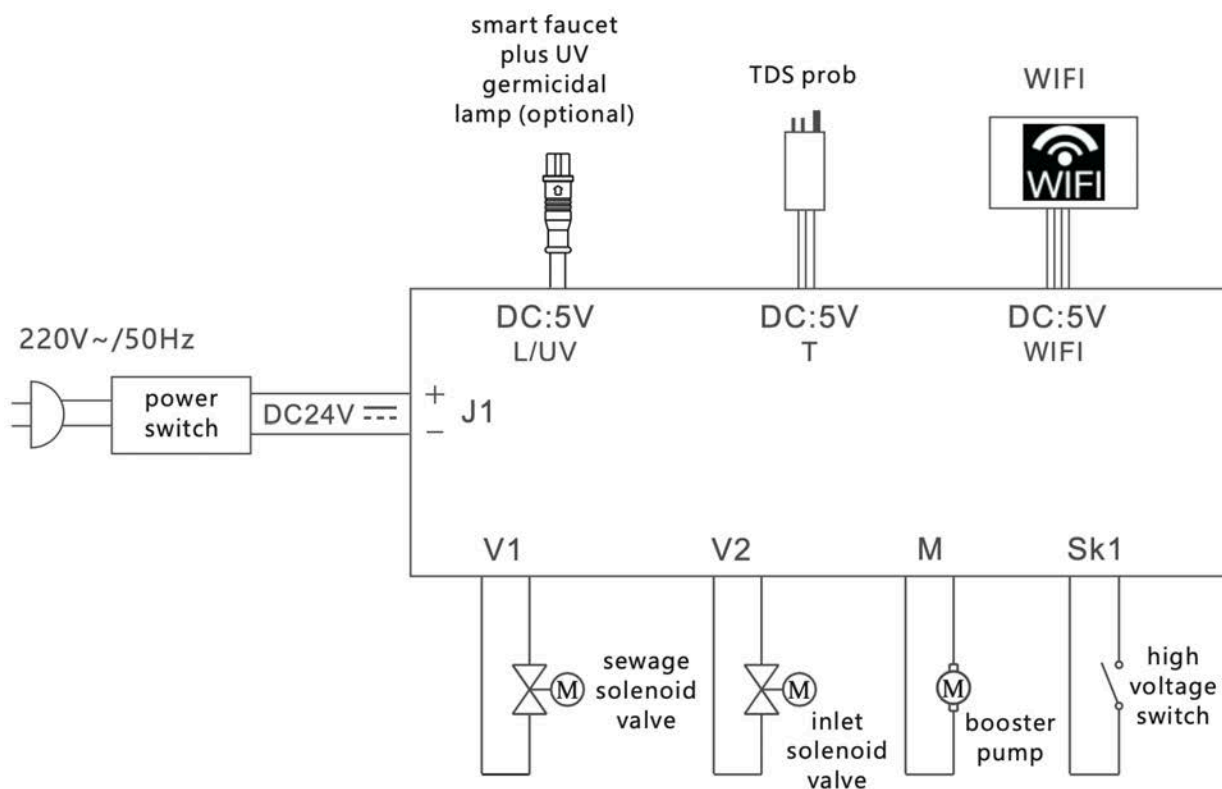 smart faucet
plus UV
germicidal
lamp (optional)
TDS prob
WIFI
WIFI
DC:5V
L/UV
DC:5V
T
DC:5V
WIFI
220V~/50Hz
power
switch
DC24V
+
−
J1
V1
V2
M
Sk1
M
sewage
solenoid
valve
M
inlet
solenoid
valve
M
booster
pump
high
voltage
switch